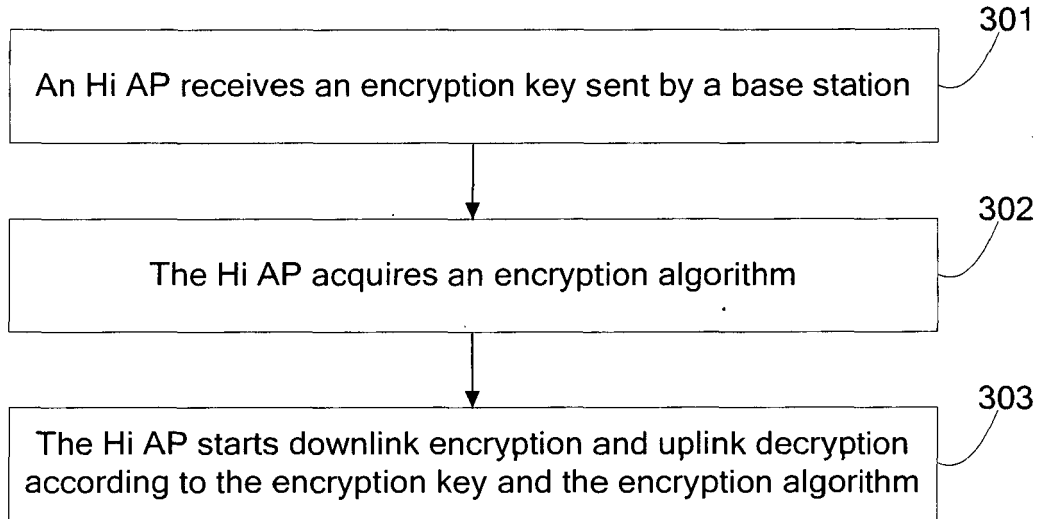 301
An Hi AP receives an encryption key sent by a base station
302
The Hi AP acquires an encryption algorithm
303
The Hi AP starts downlink encryption and uplink decryption
according to the encryption key and the encryption algorithm